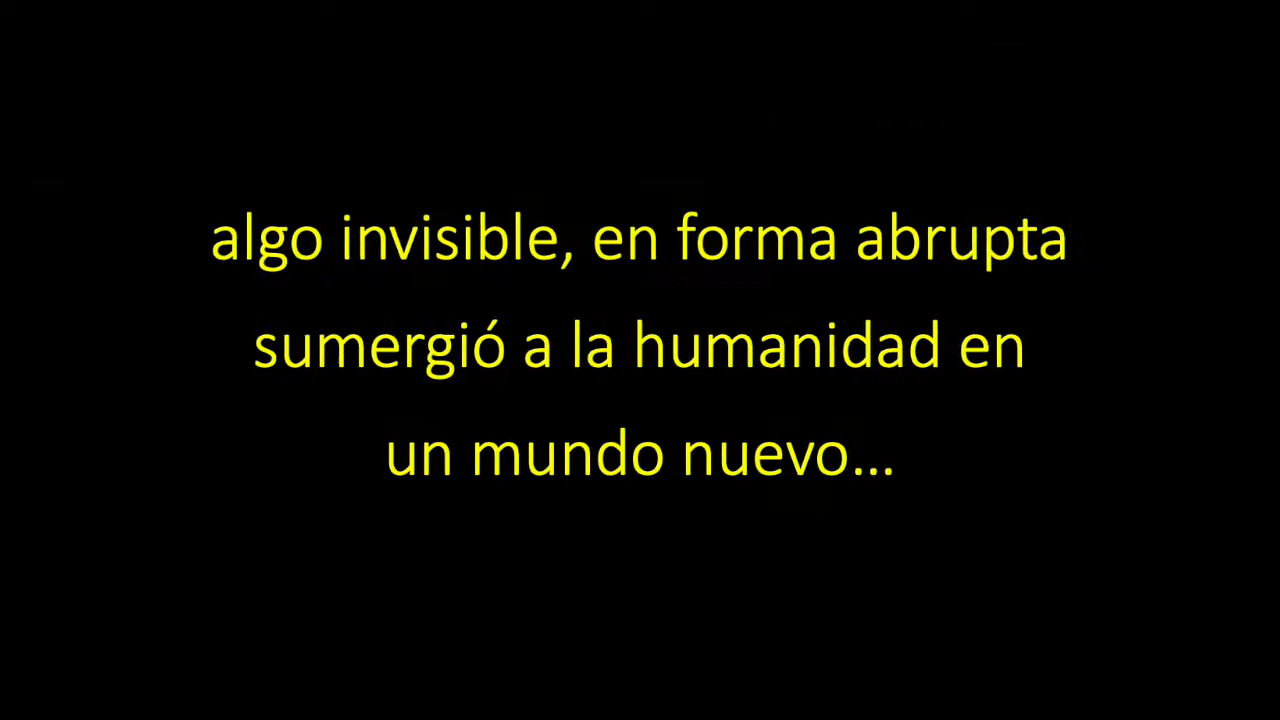 algo invisible, en forma abrupta
sumergió a la humanidad en
un mundo nuevo...